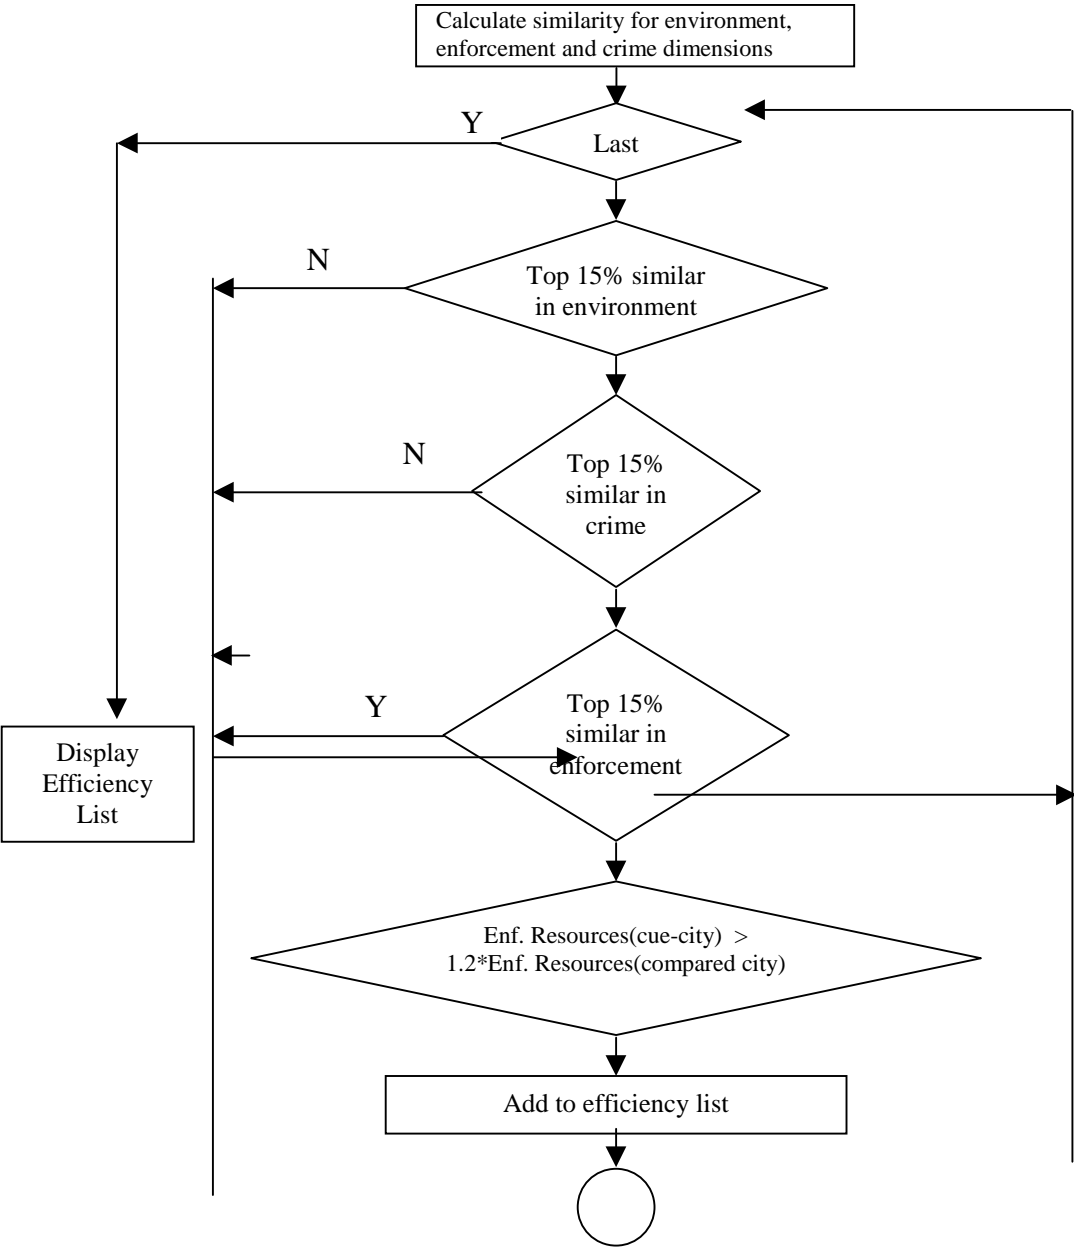 Calculate similarity for environment,
enforcement and crime dimensions
Y
Last
N
Top 15% similar
in environment
N
Top 15%
similar in
crime
Y
Top 15%
similar in
enforcement
Display
Efficiency
List
Enf. Resources(cue-city) >
1.2*Enf. Resources(compared city)
Add to efficiency list